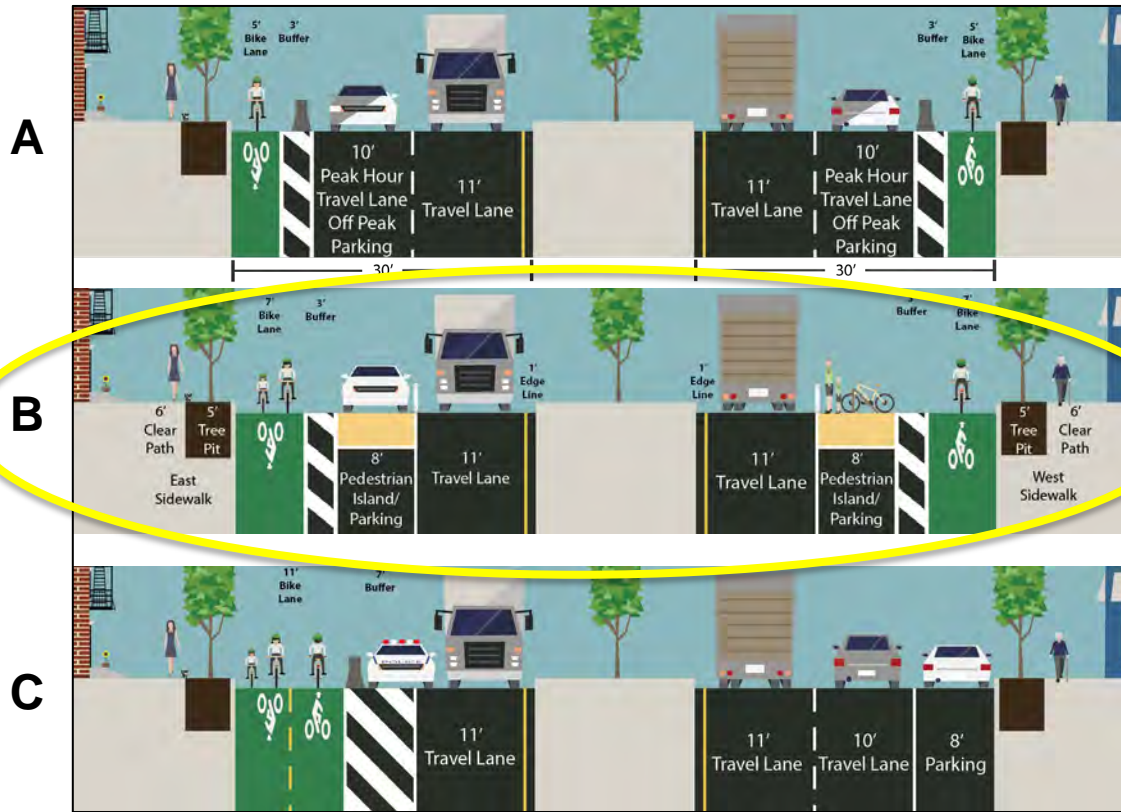 A
5'
Bike
Lane
3'
Buffer
3'
Buffer
5'
Bike
Lane
10'
Peak Hour
Travel Lane
Off Peak
Parking
11'
Travel Lane
11'
Travel Lane
10'
Peak Hour
Travel Lane
Off Peak
Parking
30'
30'
B
7'
Bike
Lane
3'
Buffer
1'
Edge
Line
1'
Edge
Line
Buffer
7'
Bike
Lane
6'
Clear
Path
5'
Tree
Pit
East
Sidewalk
8'
Pedestrian
Island/
Parking
11'
Travel Lane
11'
Travel Lane
8'
Pedestrian
Island/
Parking
5'
Tree
Pit
6'
Clear
Path
West
Sidewalk
C
11'
Bike
Lane
7'
Buffer
POLICE
11'
Travel Lane
11'
Travel Lane
10'
Travel Lane
8'
Parking